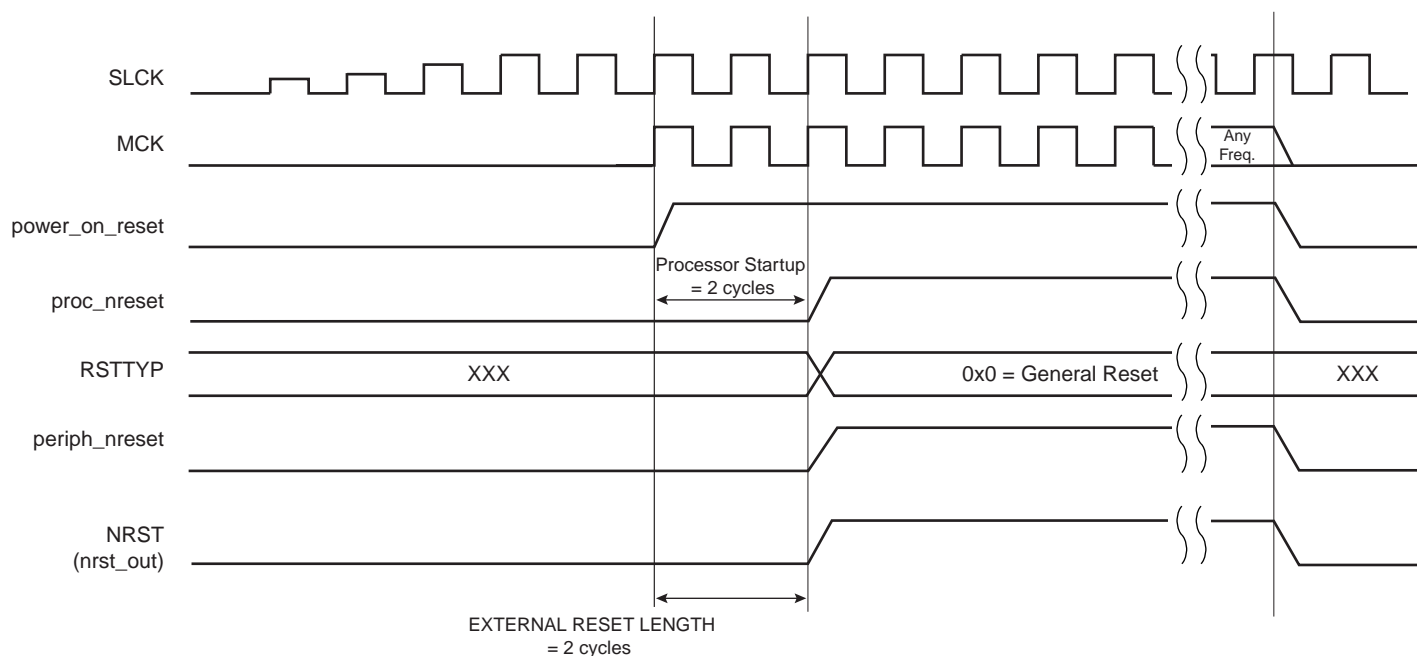 SLCK
MCK
Any
Freq.
power_on_reset
Processor Startup
= 2 cycles
proc_nreset
RSTTYP
XXX
0x0 = General Reset
XXX
periph_nreset
NRST
(nrst_out)
EXTERNAL RESET LENGTH
= 2 cycles